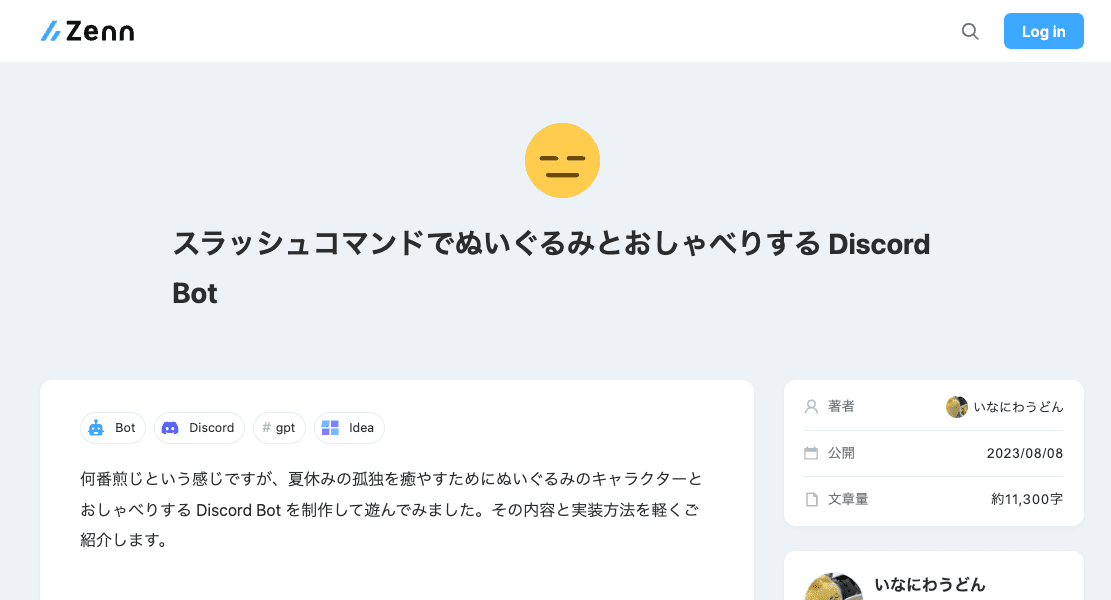 Zenn
Log in
スラッシュコマンドでぬいぐるみとおしゃべりする Discord
Bot
Bot
Discord
# gpt
Idea
何番煎じという感じですが、夏休みの孤独を癒やすためにぬいぐるみのキャラクターと
おしゃべりする Discord Bot を制作して遊んでみました。その内容と実装方法を軽くご
紹介します。
著者
いなにわうどん
公開
2023/08/08
文章量
約11,300字
いなにわうどん